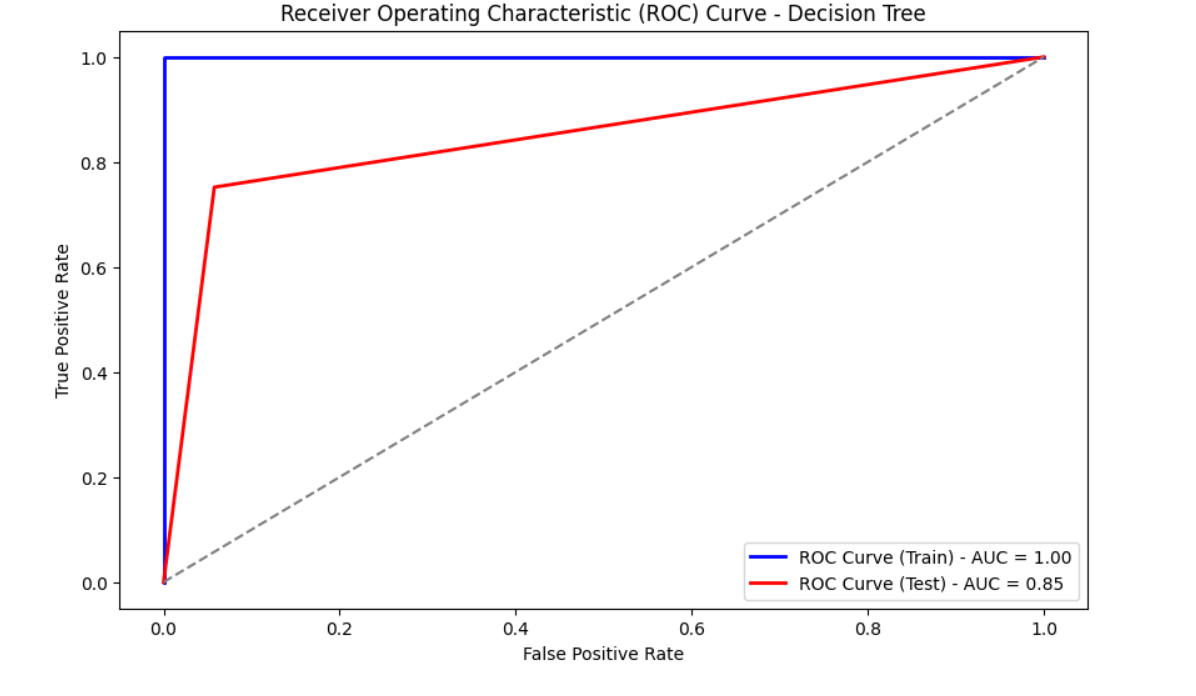 Receiver Operating Characteristic (ROC) Curve - Decision Tree
1.0
0.8
0.6
0.4
0.2
0.0
True Positive Rate
ROC Curve (Train) - AUC = 1.00
ROC Curve (Test) - AUC = 0.85
0.0 0.2 0.4 0.6 0.8 1.0
False Positive Rate